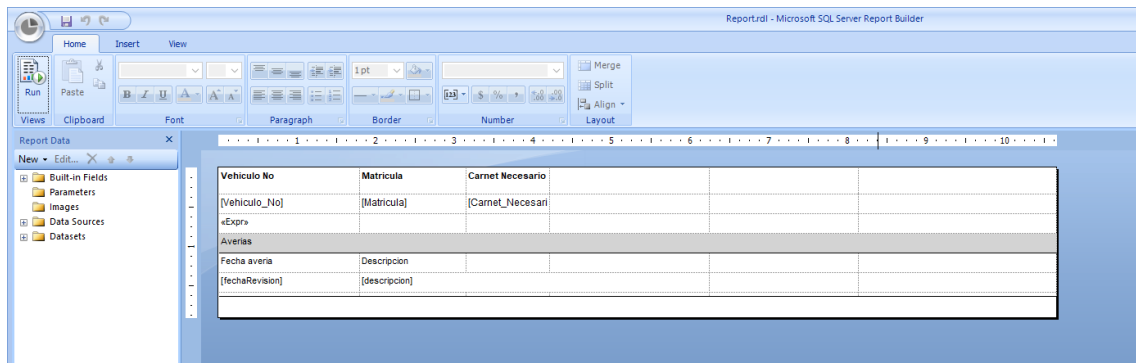 Report.rdl - Microsoft SQL Server Report Builder
Home Insert View
Run
Paste
B I U A A A
1 pt
$ % ,
Merge
Split
Align
Views Clipboard Font Paragraph Border Number Layout
Report Data
New Edit...
Built-in Fields
Parameters
Images
Data Sources
Datasets
1 2 3 4 5 6 7 8 9 10
Vehiculo No Matricula Carnet Necesario
[Vehiculo_No] [Matricula] [Carnet_Necesari
«Expr»
Averias
Fecha averia Descripcion
[fechaRevision] [descripcion]